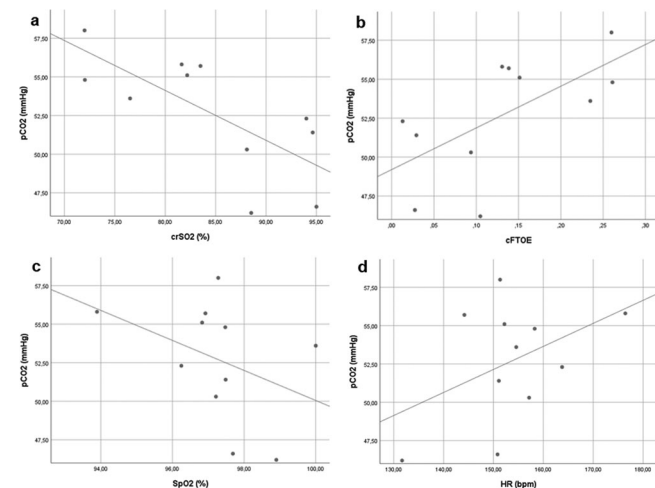 a
b
57,50
55,00
52,50
50,00
47,50
pCO2 (mmHg)
70,00 75,00 80,00 85,00 90,00 95,00
crSO2 (%)
57,50
55,00
52,50
50,00
47,50
pCO2 (mmHg)
,00 ,05 ,10 ,15 ,20 ,25 ,30
cFTOE
c
d
57,50
55,00
52,50
50,00
47,50
pCO2 (mmHg)
94,00 96,00 98,00 100,00
SpO2 (%)
57,50
55,00
52,50
50,00
47,50
pCO2 (mmHg)
130,00 140,00 150,00 160,00 170,00 180,00
HR (bpm)